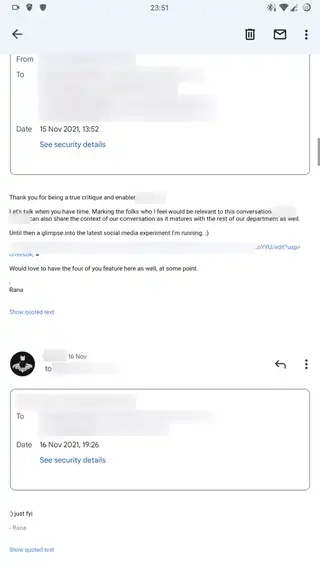 23:51
From
To
Date 15 Nov 2021, 13:52
See security details
Thank you for being a true critique and enabler
Let's talk when you have time. Marking the folks who I feel would be relevant to this conversation
can also share the context of our conversation as it matures with the rest of our department as well.
Until then a glimpse into the latest social media experiment I'm running. :)
Would love to have the four of you feature here as well, at some point.
-
Rana
Show quoted text
16 Nov
to
To
Date 16 Nov 2021, 19:26
See security details
:) just fyi
- Rana
Show quoted text